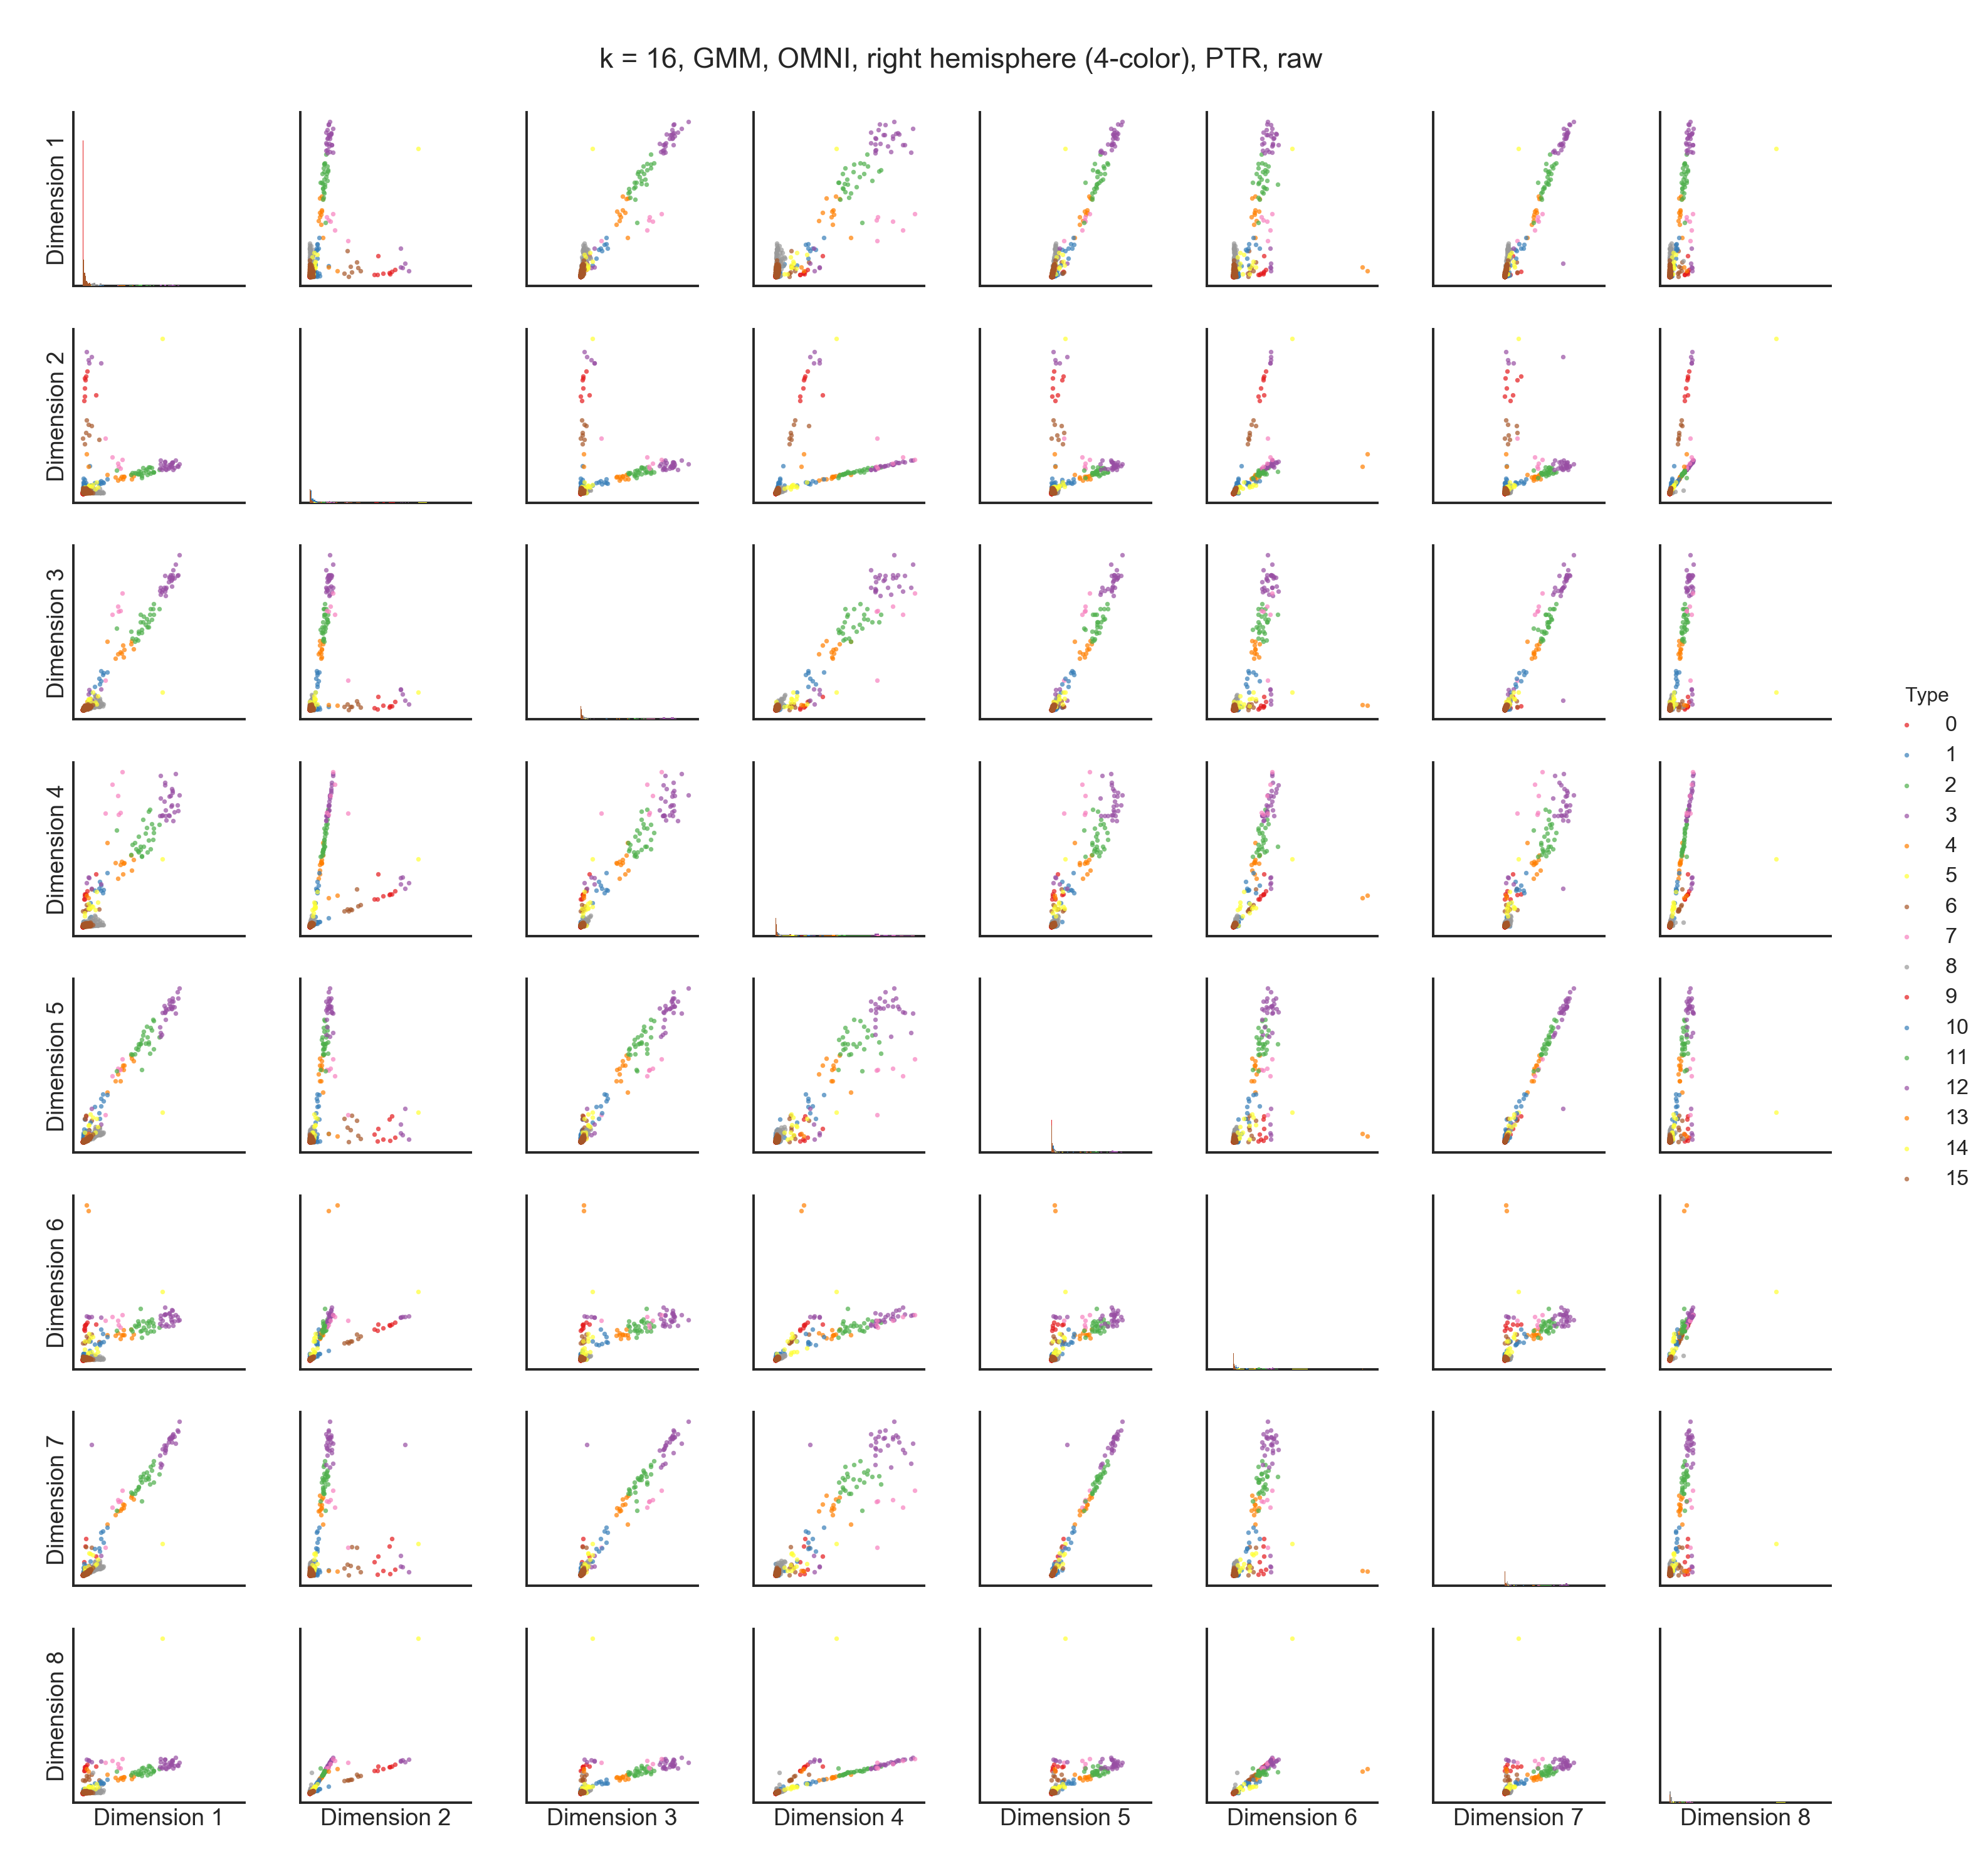 k = 16, GMM, OMNI, right hemisphere (4-color), PTR, raw
Dimension 1
Dimension 2
Dimension 3
Dimension 4
Dimension 5
Dimension 6
Dimension 7
Dimension 8
Type
0
1
2
3
4
5
6
7
8
9
10
11
12
13
14
15
Dimension 1
Dimension 2
Dimension 3
Dimension 4
Dimension 5
Dimension 6
Dimension 7
Dimension 8